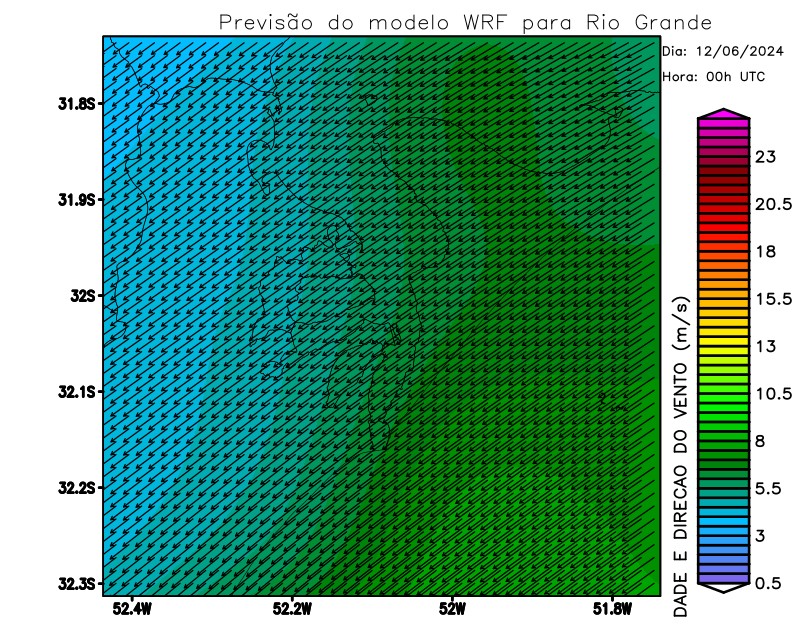 Previsão do modelo WRF para Rio Grande
Dia: 12/06/2024
Hora: 00h UTC
31.8S
31.9S
32S
32.1S
32.2S
32.3S
52.4W
52.2W
52W
51.8W
DADE E DIRECAO DO VENTO (m/s)
23
20.5
18
15.5
13
10.5
8
5.5
3
0.5